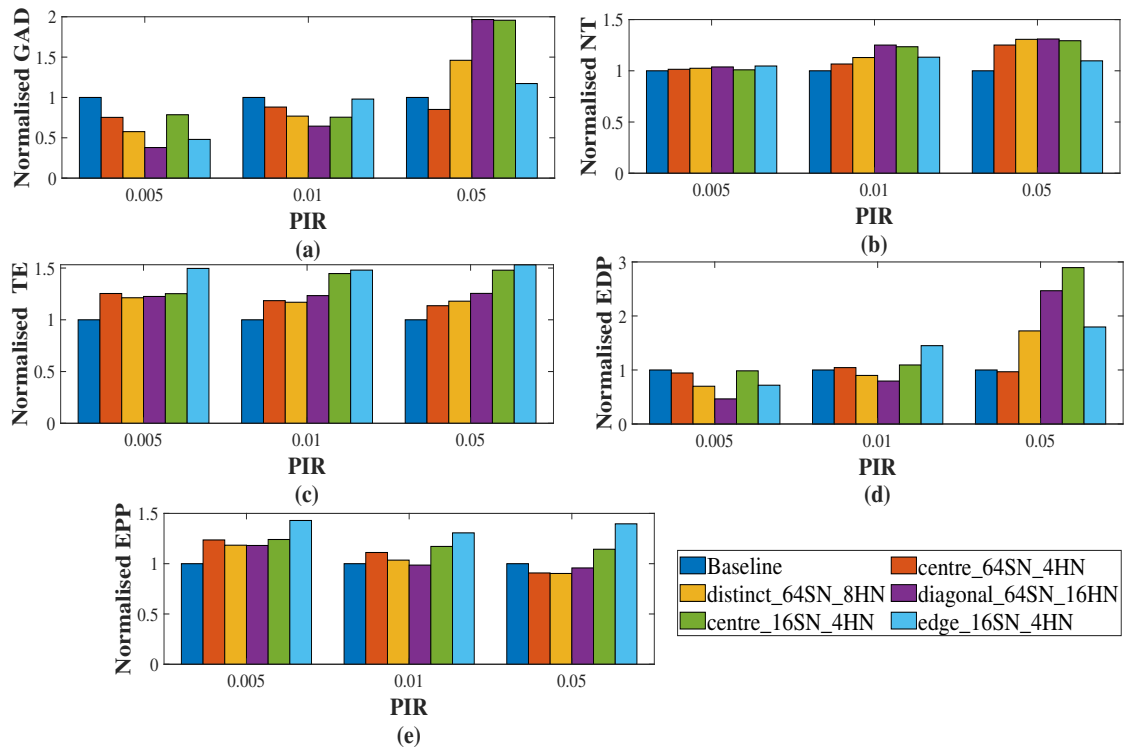 Normalised GAD
2
1.5
1
0.5
0
0.005
0.01
0.05
PIR
(a)
Normalised NT
1.5
1
0.5
0
0.005
0.01
0.05
PIR
(b)
Normalised TE
1.5
1
0.5
0
0.005
0.01
0.05
PIR
(c)
Normalised EDP
3
2
1
0
0.005
0.01
0.05
PIR
(d)
Normalised EPP
1.5
1
0.5
0
0.005
0.01
0.05
PIR
(e)
Baseline
centre_64SN_4HN
distinct_64SN_8HN
diagonal_64SN_16HN
centre_16SN_4HN
edge_16SN_4HN